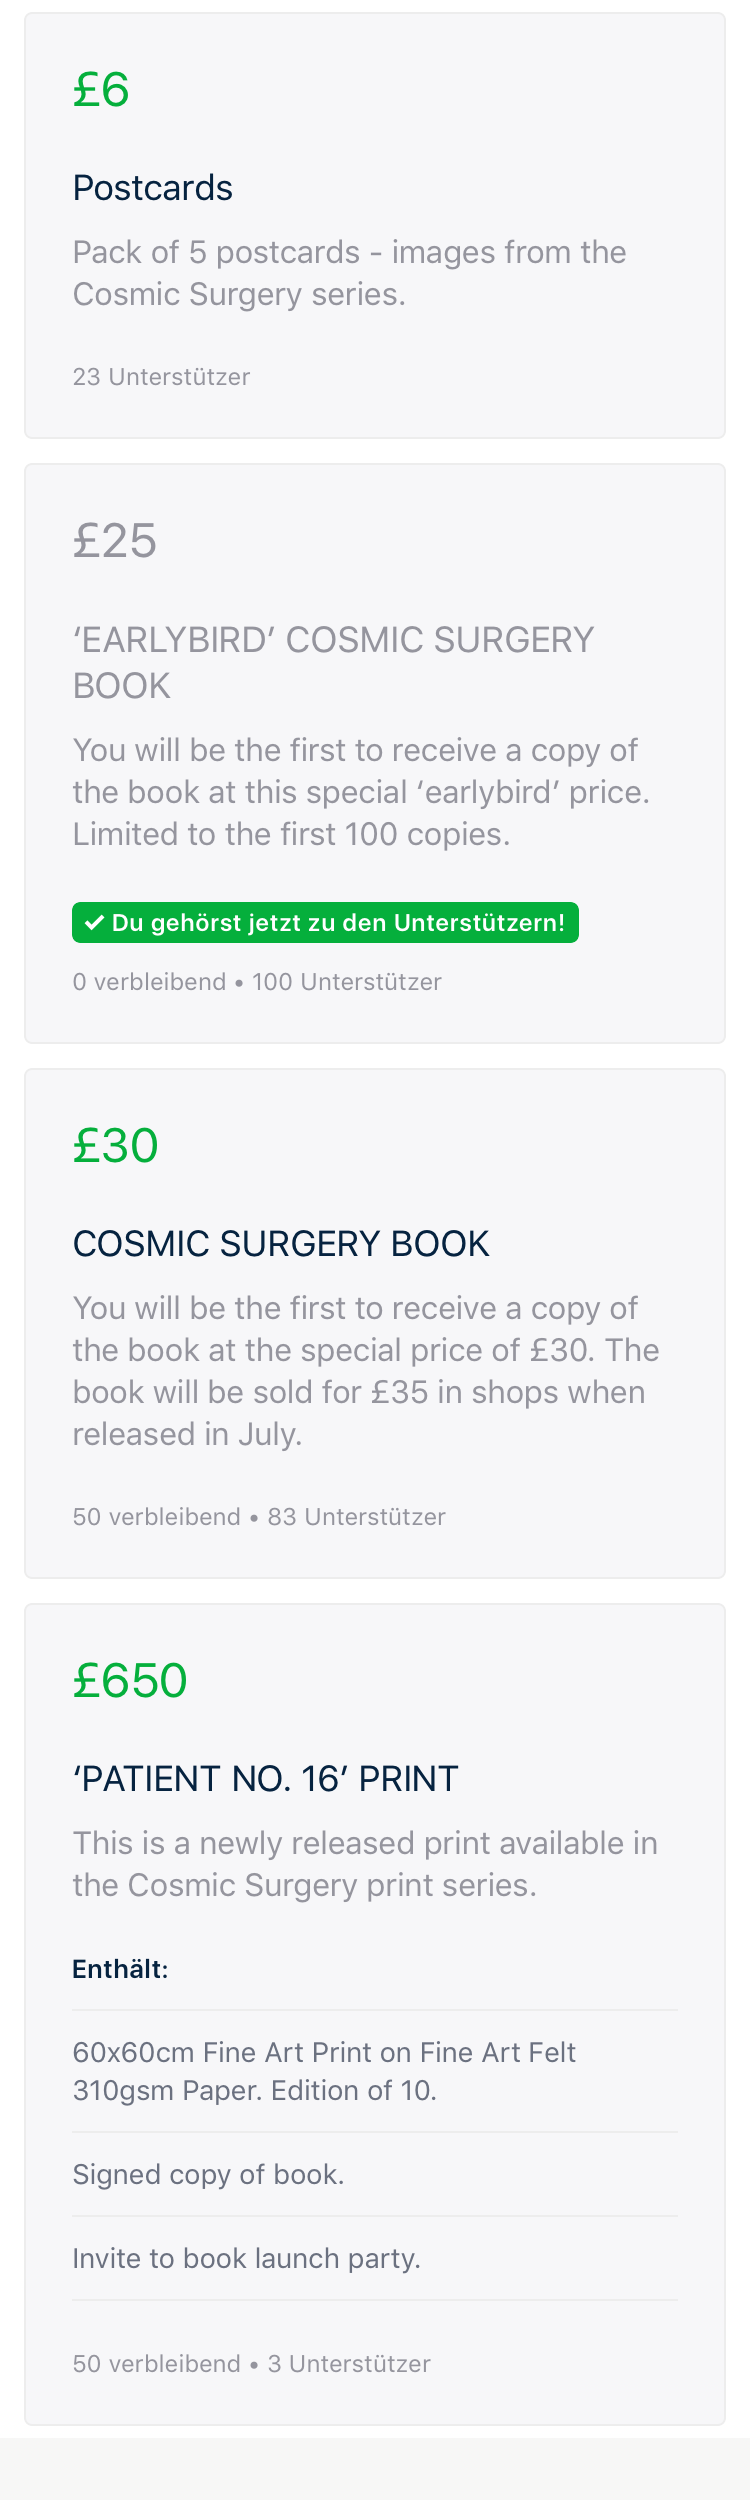 £6
Postcards
Pack of 5 postcards - images from the
Cosmic Surgery series.
23 Unterstützer
£25
‘EARLYBIRD’ COSMIC SURGERY
BOOK
You will be the first to receive a copy of
the book at this special ‘earlybird’ price.
Limited to the first 100 copies.
✓ Du gehörst jetzt zu den Unterstützern!
0 verbleibend • 100 Unterstützer
£30
COSMIC SURGERY BOOK
You will be the first to receive a copy of
the book at the special price of £30. The
book will be sold for £35 in shops when
released in July.
50 verbleibend • 83 Unterstützer
£650
‘PATIENT NO. 16’ PRINT
This is a newly released print available in
the Cosmic Surgery print series.
Enthält:
60x60cm Fine Art Print on Fine Art Felt
310gsm Paper. Edition of 10.
Signed copy of book.
Invite to book launch party.
50 verbleibend • 3 Unterstützer